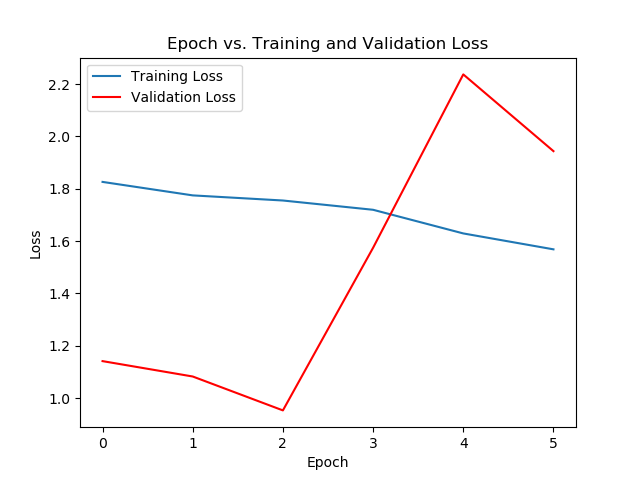 Epoch vs. Training and Validation Loss
Training Loss
Validation Loss
2.2
2.0
1.8
1.6
1.4
1.2
1.0
Loss
0 1 2 3 4 5
Epoch